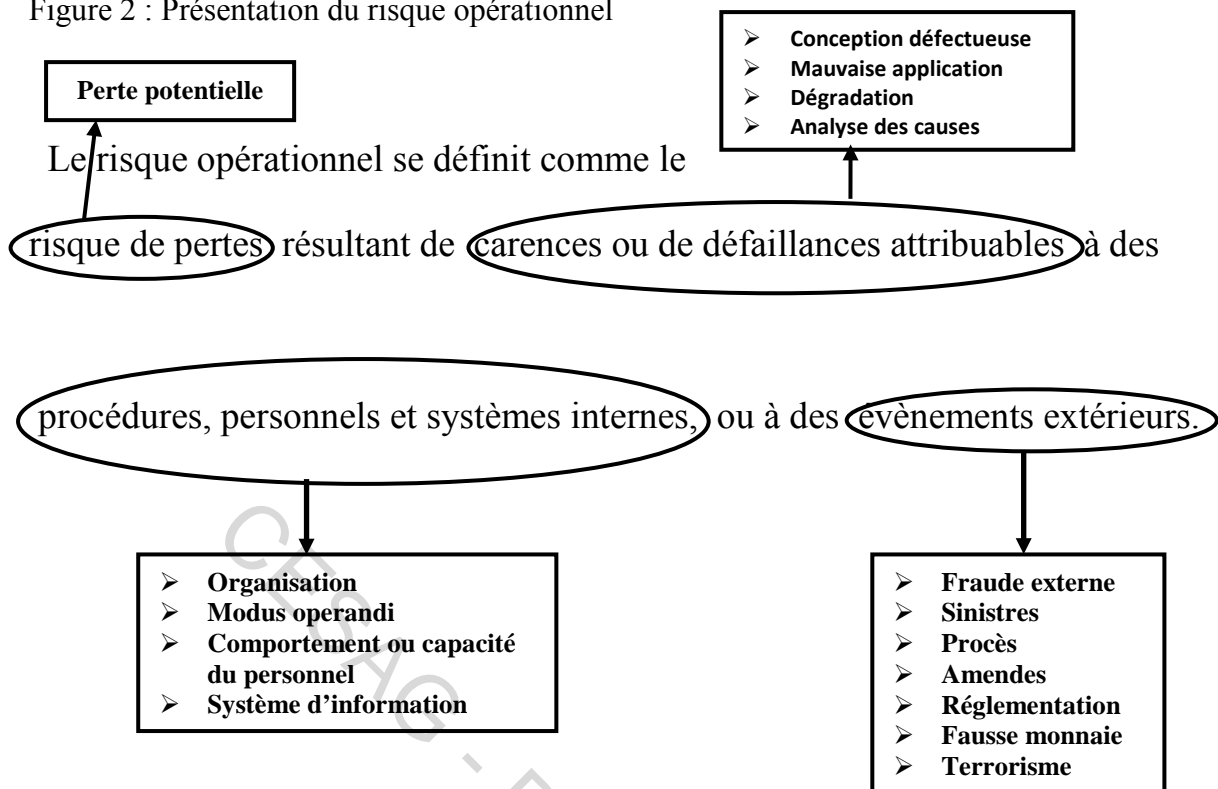 Figure 2 : Présentation du risque opérationnel
➢ Conception défectueuse
➢ Mauvaise application
➢ Dégradation
➢ Analyse des causes
Perte potentielle
Le risque opérationnel se définit comme le
risque de pertes résultant de carences ou de défaillances attribuables à des
procédures, personnels et systèmes internes, ou à des évènements extérieurs.
➢ Organisation
➢ Modus operandi
➢ Comportement ou capacité
du personnel
➢ Système d’information
➢ Fraude externe
➢ Sinistres
➢ Procès
➢ Amendes
➢ Réglementation
➢ Fausse monnaie
➢ Terrorisme
CESAG -